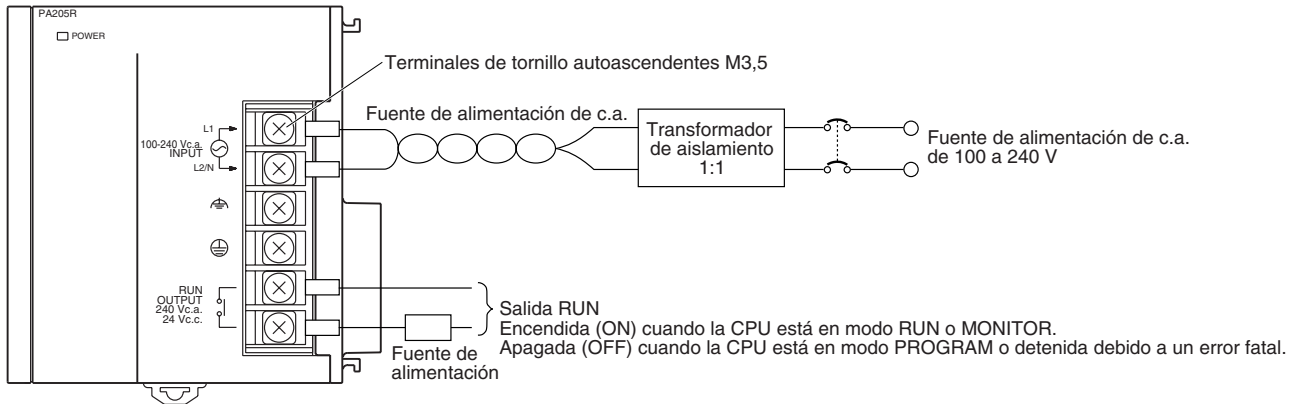 PA205R
POWER
Terminales de tornillo autoascendentes M3,5
L1
100-240 Vc.a.
INPUT
L2/N
Fuente de alimentación de c.a.
Transformador
de aislamiento
1:1
Fuente de alimentación de c.a.
de 100 a 240 V
RUN
OUTPUT
240 Vc.a.
24 Vc.c.
Fuente de
alimentación
Salida RUN
Encendida (ON) cuando la CPU está en modo RUN o MONITOR.
Apagada (OFF) cuando la CPU está en modo PROGRAM o detenida debido a un error fatal.